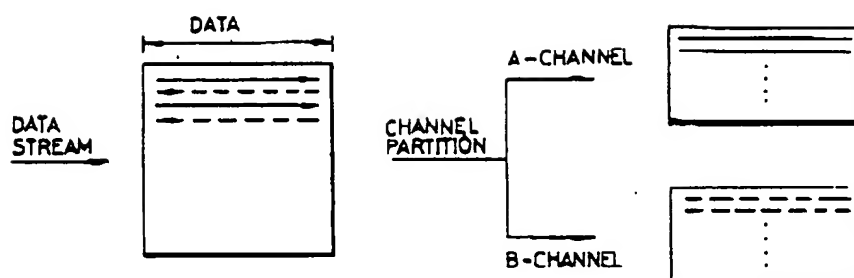 DATA
DATA
STREAM
CHANNEL
PARTITION
A-CHANNEL
B-CHANNEL